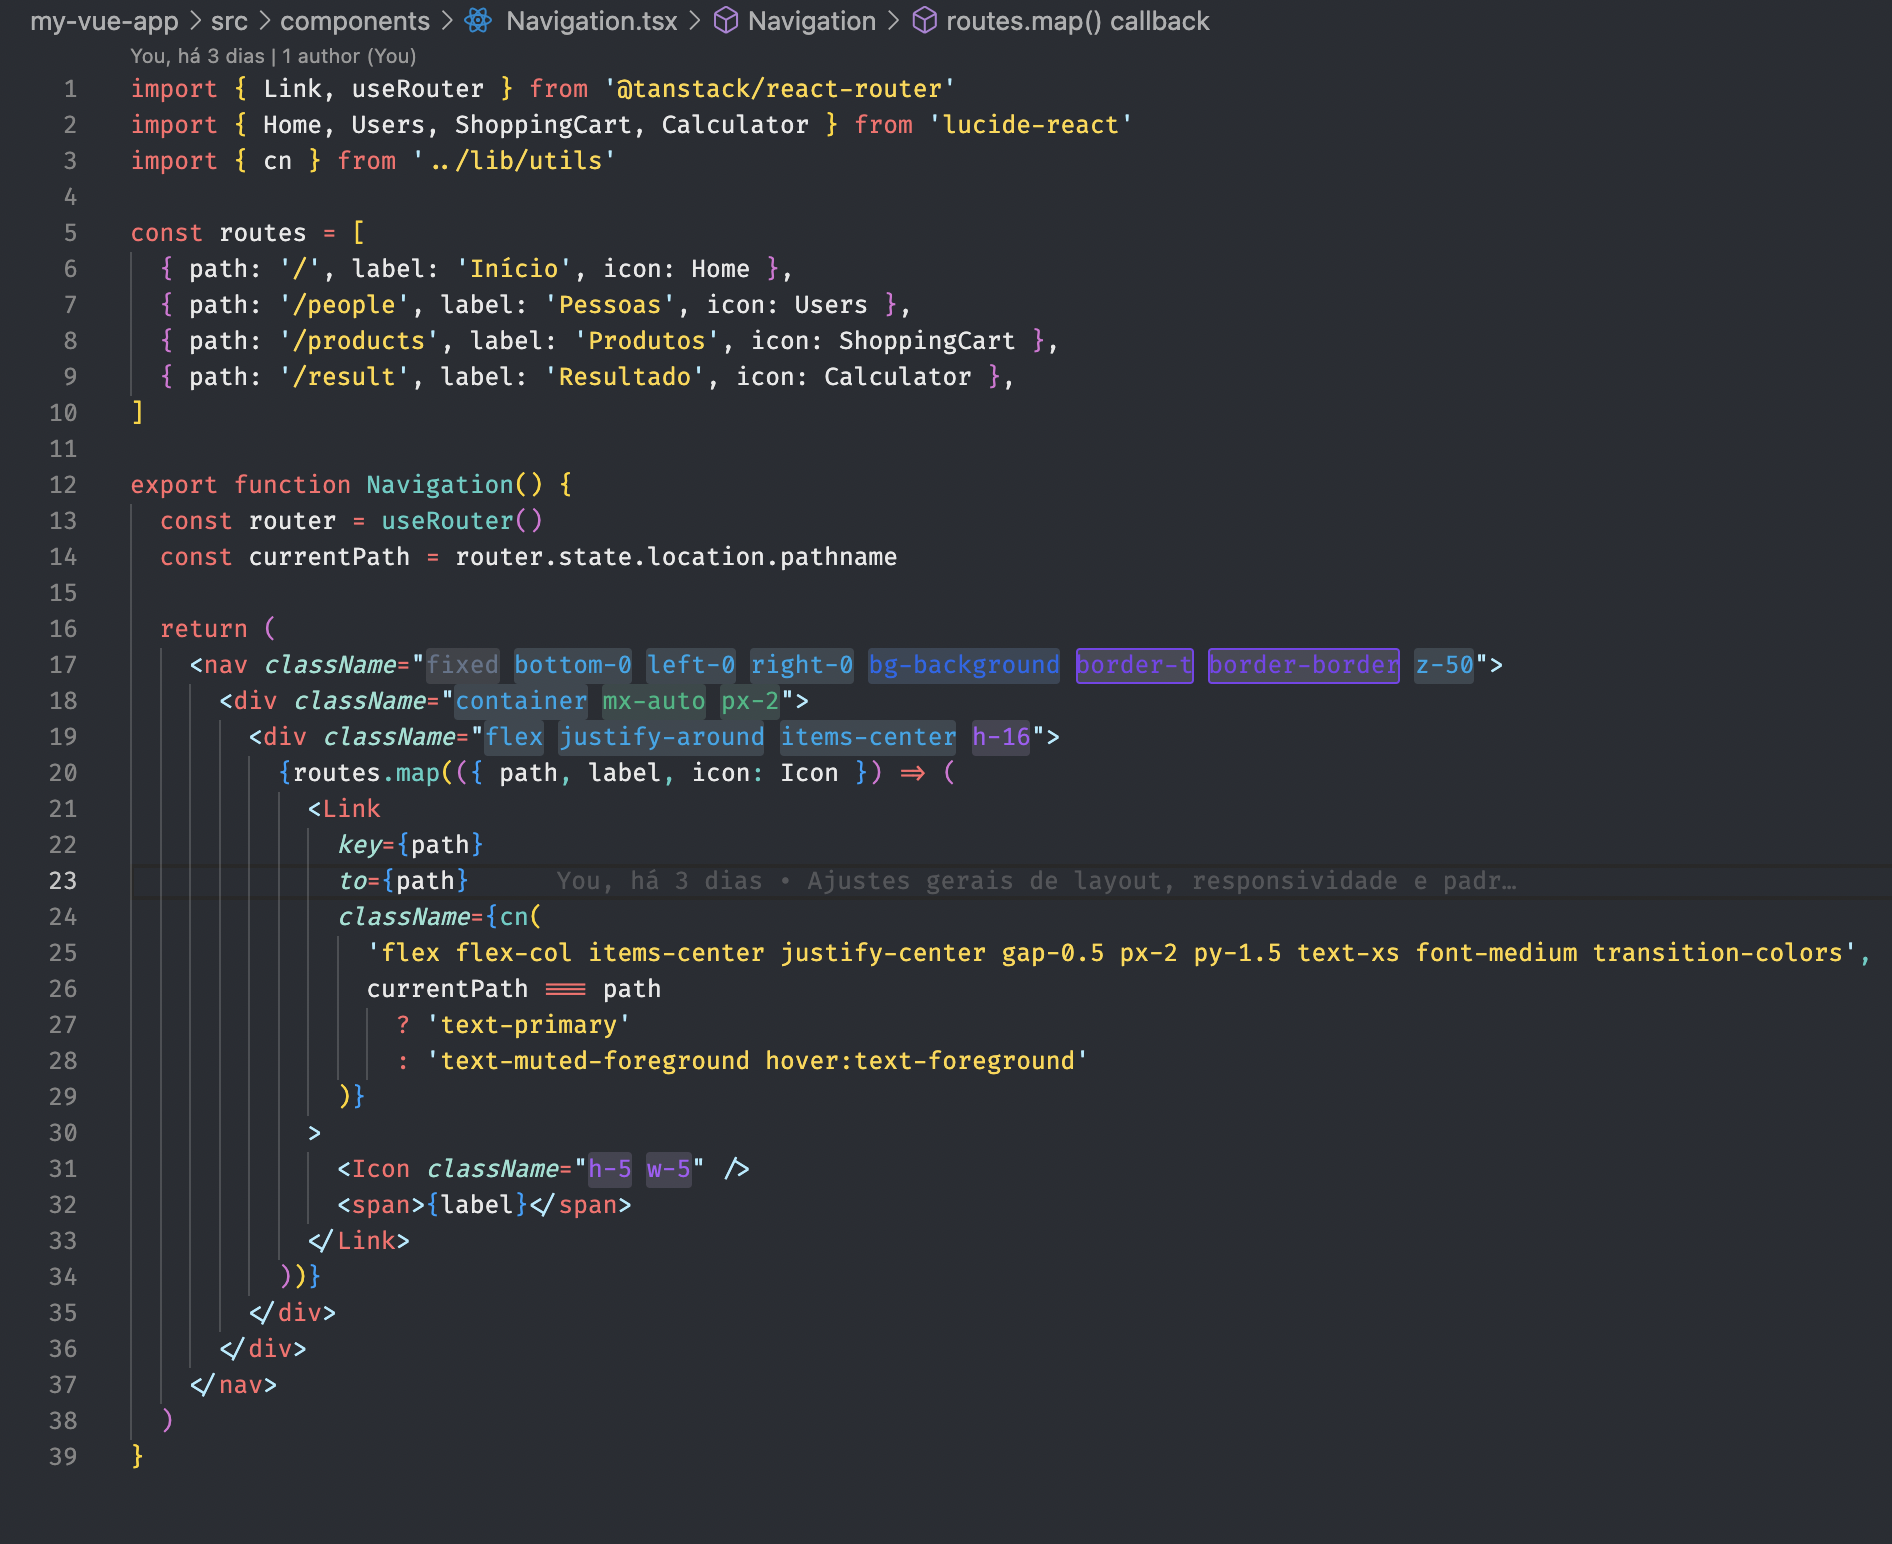 my-vue-app > src > components > Navigation.tsx > Navigation > routes.map() callback
You, há 3 dias | 1 author (You)
1 import { Link, useRouter } from '@tanstack/react-router'
2 import { Home, Users, ShoppingCart, Calculator } from 'lucide-react'
3 import { cn } from '../lib/utils'
4
5 const routes = [
6   { path: '/', label: 'Início', icon: Home },
7   { path: '/people', label: 'Pessoas', icon: Users },
8   { path: '/products', label: 'Produtos', icon: ShoppingCart },
9   { path: '/result', label: 'Resultado', icon: Calculator },
10 ]
11
12 export function Navigation() {
13   const router = useRouter()
14   const currentPath = router.state.location.pathname
15
16   return (
17     <nav className="fixed bottom-0 left-0 right-0 bg-background border-t border-border z-50">
18       <div className="container mx-auto px-2">
19         <div className="flex justify-around items-center h-16">
20           {routes.map(({ path, label, icon: Icon }) => (
21             <Link
22               key={path}
23               to={path}      You, há 3 dias • Ajustes gerais de layout, responsividade e padr…
24               className={cn(
25                 'flex flex-col items-center justify-center gap-0.5 px-2 py-1.5 text-xs font-medium transition-colors',
26                 currentPath === path
27                   ? 'text-primary'
28                   : 'text-muted-foreground hover:text-foreground'
29               )}
30             >
31               <Icon className="h-5 w-5" />
32               <span>{label}</span>
33             </Link>
34           ))}
35         </div>
36       </div>
37     </nav>
38   )
39 }